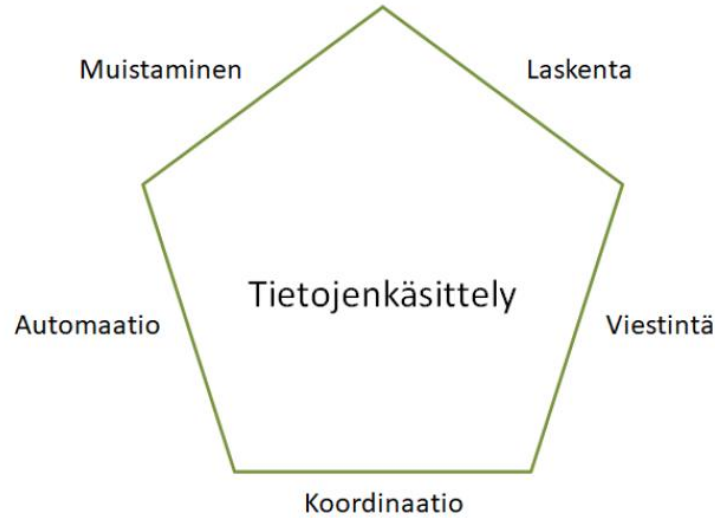 Muistaminen
Laskenta
Tietojenkäsittely
Automaatio
Viestintä
Koordinaatio